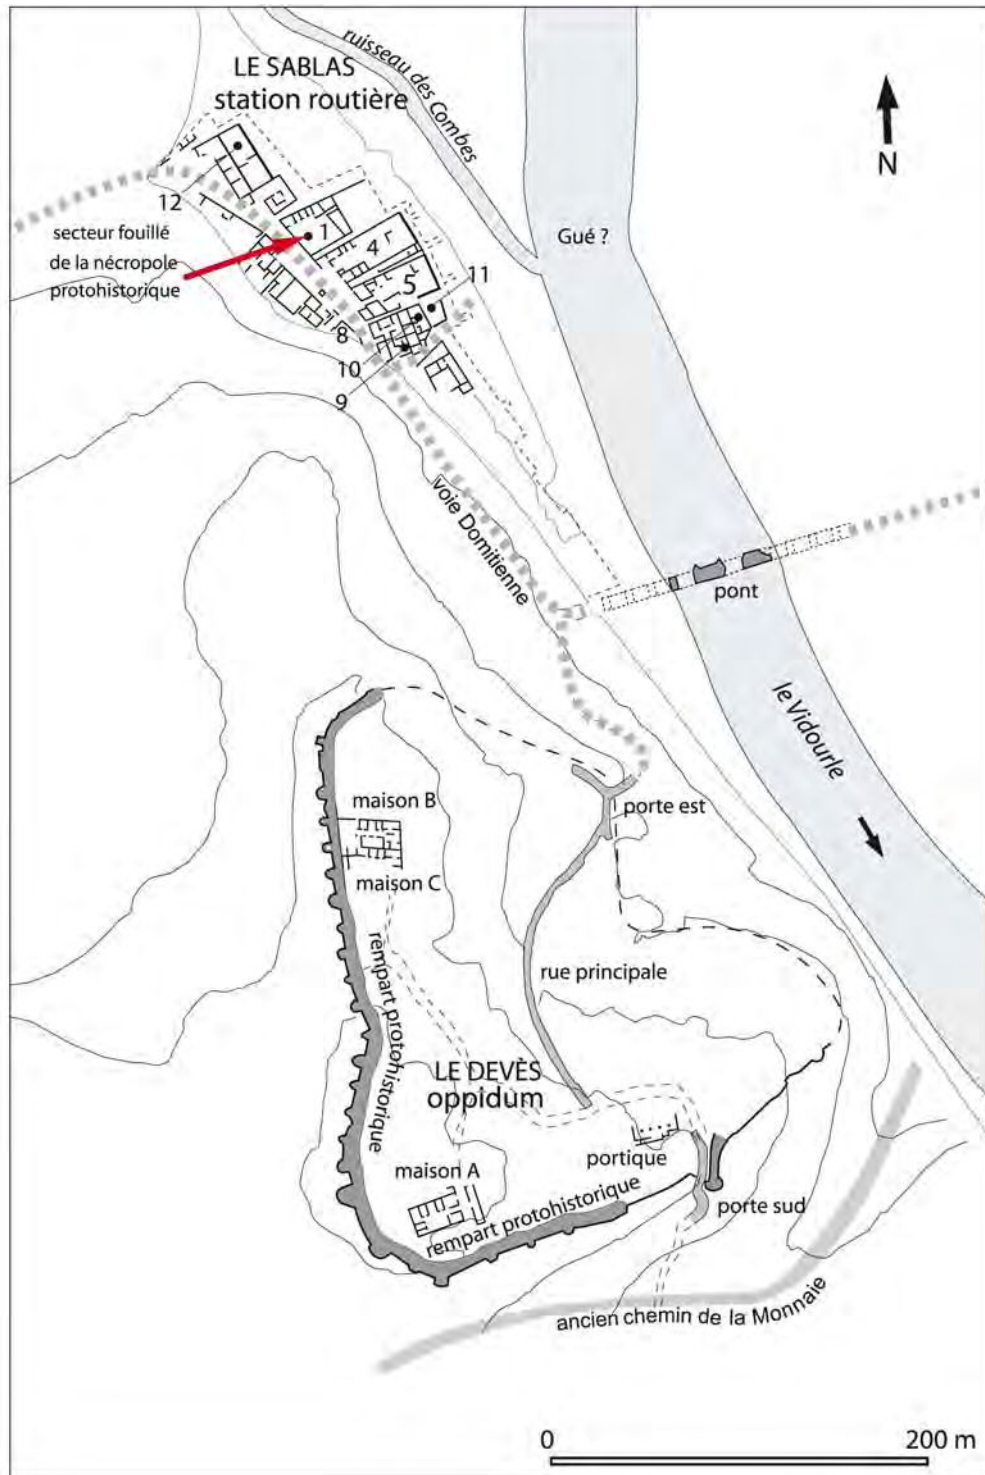 LE SABLAS
station routière
ruisseau des Combes
N
Gué ?
12
secteur fouillé
de la nécropole
protohistorique
1
4
5
11
8
10
9
voie Domitienne
pont
le Vidourle
porte est
maison B
maison C
rempart protohistorique
rue principale
LE DEVÈS
oppidum
maison A
portique
rempart protohistorique
porte sud
ancien chemin de la Monnaie
0
200 m